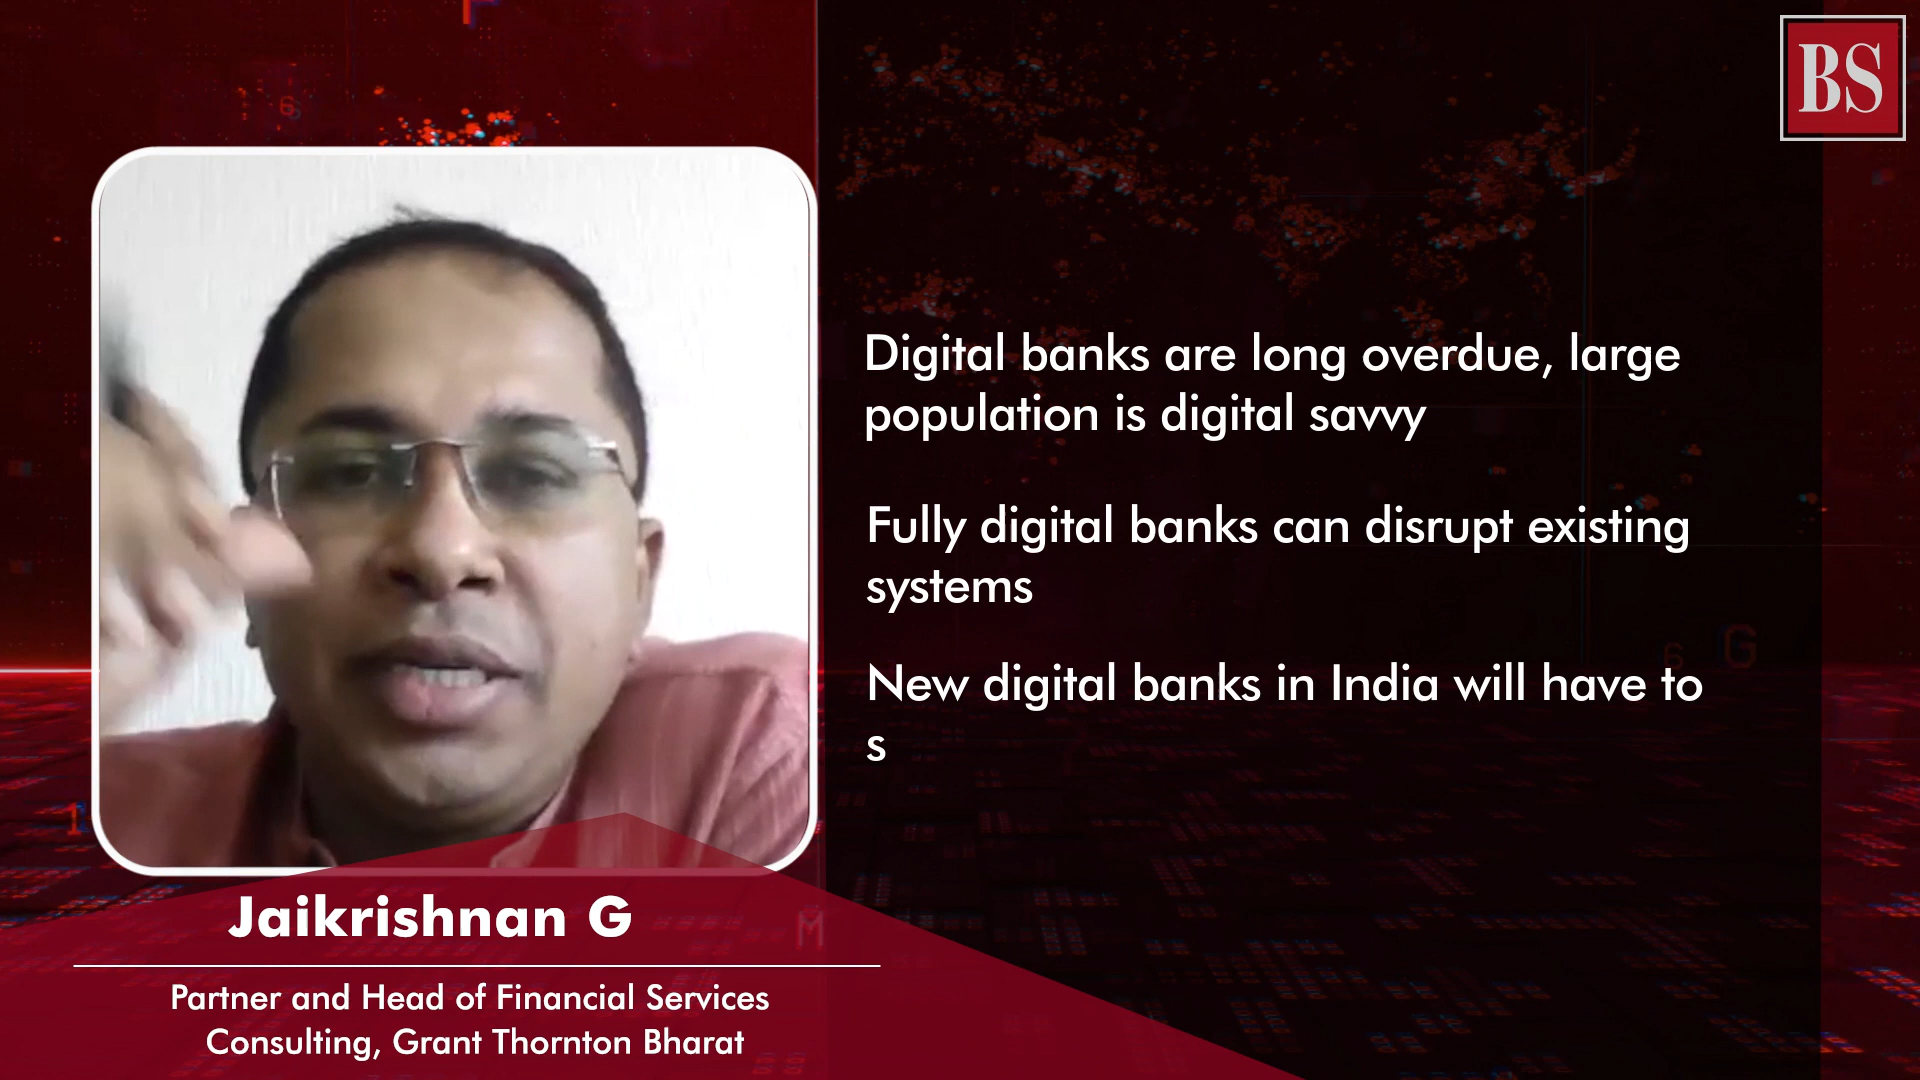 BS
Digital banks are long overdue, large
population is digital savvy
Fully digital banks can disrupt existing
systems
New digital banks in India will have to
s
Jaikrishnan G
Partner and Head of Financial Services
Consulting, Grant Thornton Bharat